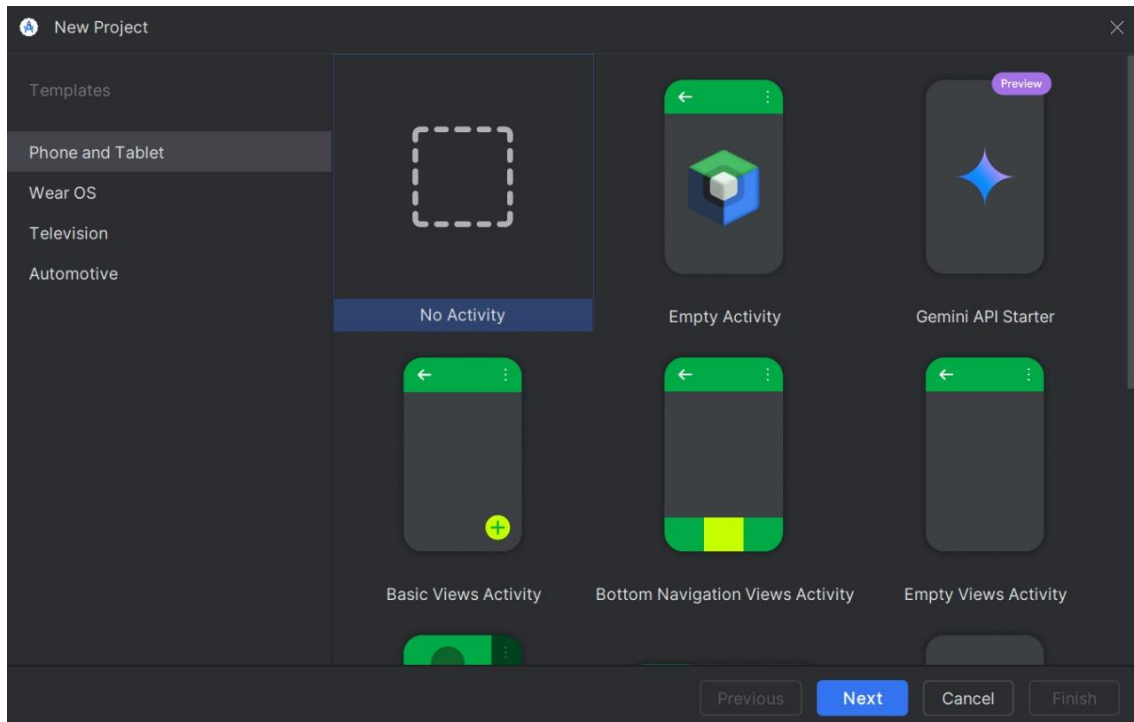 New Project
Templates
Phone and Tablet
Wear OS
Television
Automotive
Preview
No Activity
Empty Activity
Gemini API Starter
Basic Views Activity
Bottom Navigation Views Activity
Empty Views Activity
Previous
Next
Cancel
Finish